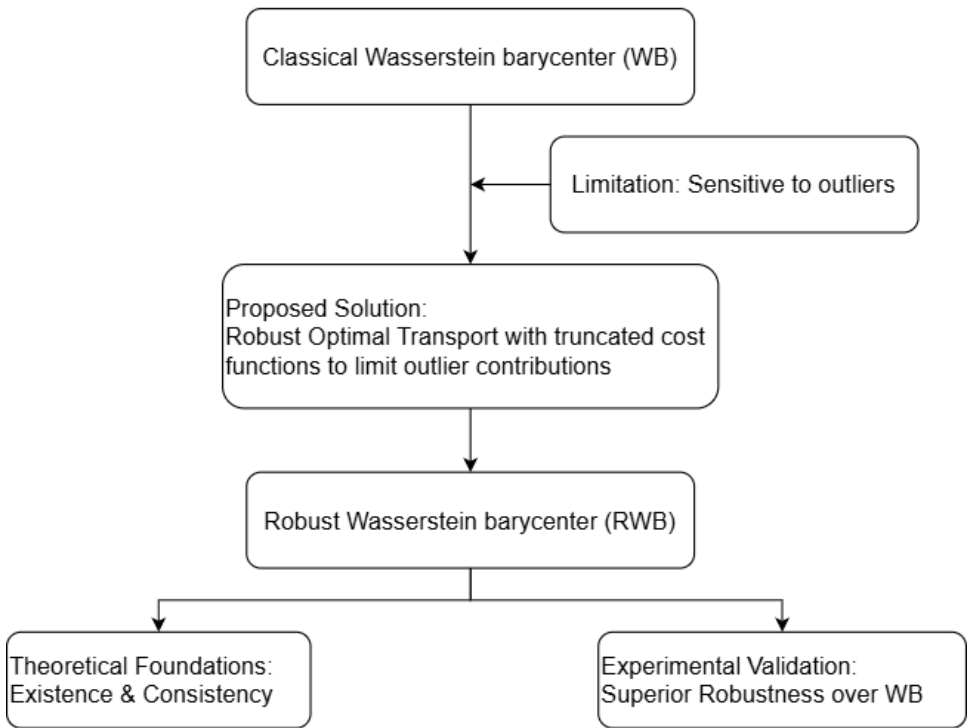 Classical Wasserstein barycenter (WB)
Limitation: Sensitive to outliers
Proposed Solution:
Robust Optimal Transport with truncated cost
functions to limit outlier contributions
Robust Wasserstein barycenter (RWB)
Theoretical Foundations:
Existence & Consistency
Experimental Validation:
Superior Robustness over WB